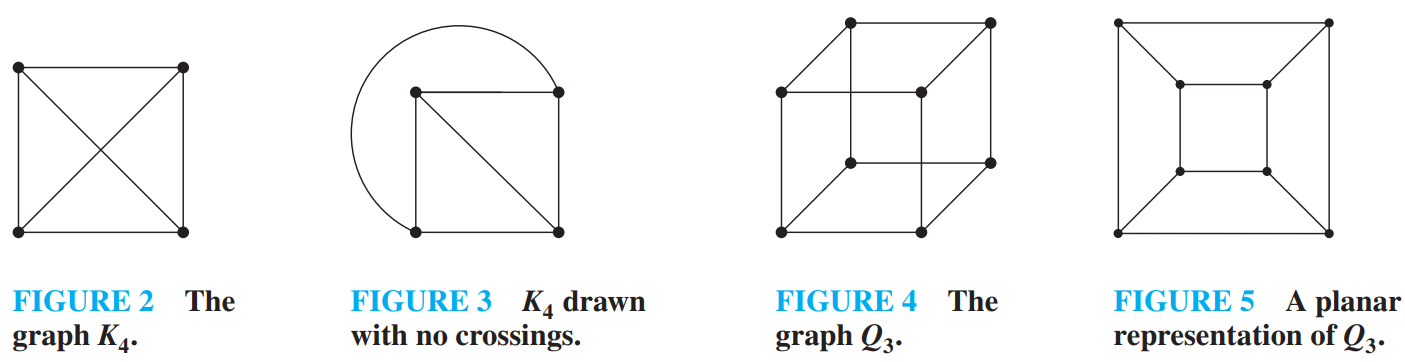 FIGURE 2 The
graph K₄.
FIGURE 3 K₄ drawn
with no crossings.
FIGURE 4 The
graph Q₃.
FIGURE 5 A planar
representation of Q₃.